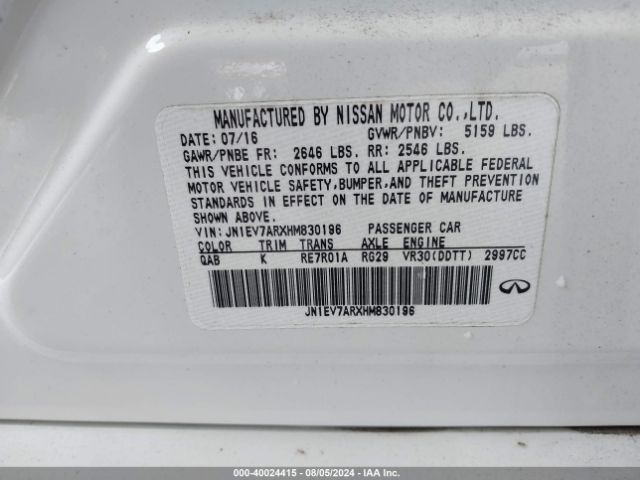 MANUFACTURED BY NISSAN MOTOR CO.,LTD.
DATE: 07/16 GVWR/PNBV: 5159 LBS.
GAWR/PNBE FR: 2646 LBS. RR: 2546 LBS.
THIS VEHICLE CONFORMS TO ALL APPLICABLE FEDERAL
MOTOR VEHICLE SAFETY,BUMPER,AND THEFT PREVENTION
STANDARDS IN EFFECT ON THE DATE OF MANUFACTURE
SHOWN ABOVE.
VIN: JN1EV7ARXHM830196 PASSENGER CAR
COLOR TRIM TRANS AXLE ENGINE
QAB K RE7R01A RG29 VR30(DDTT) 2997CC
JN1EV7ARXHM830196
000-40024415 - 08/05/2024 - IAA Inc.